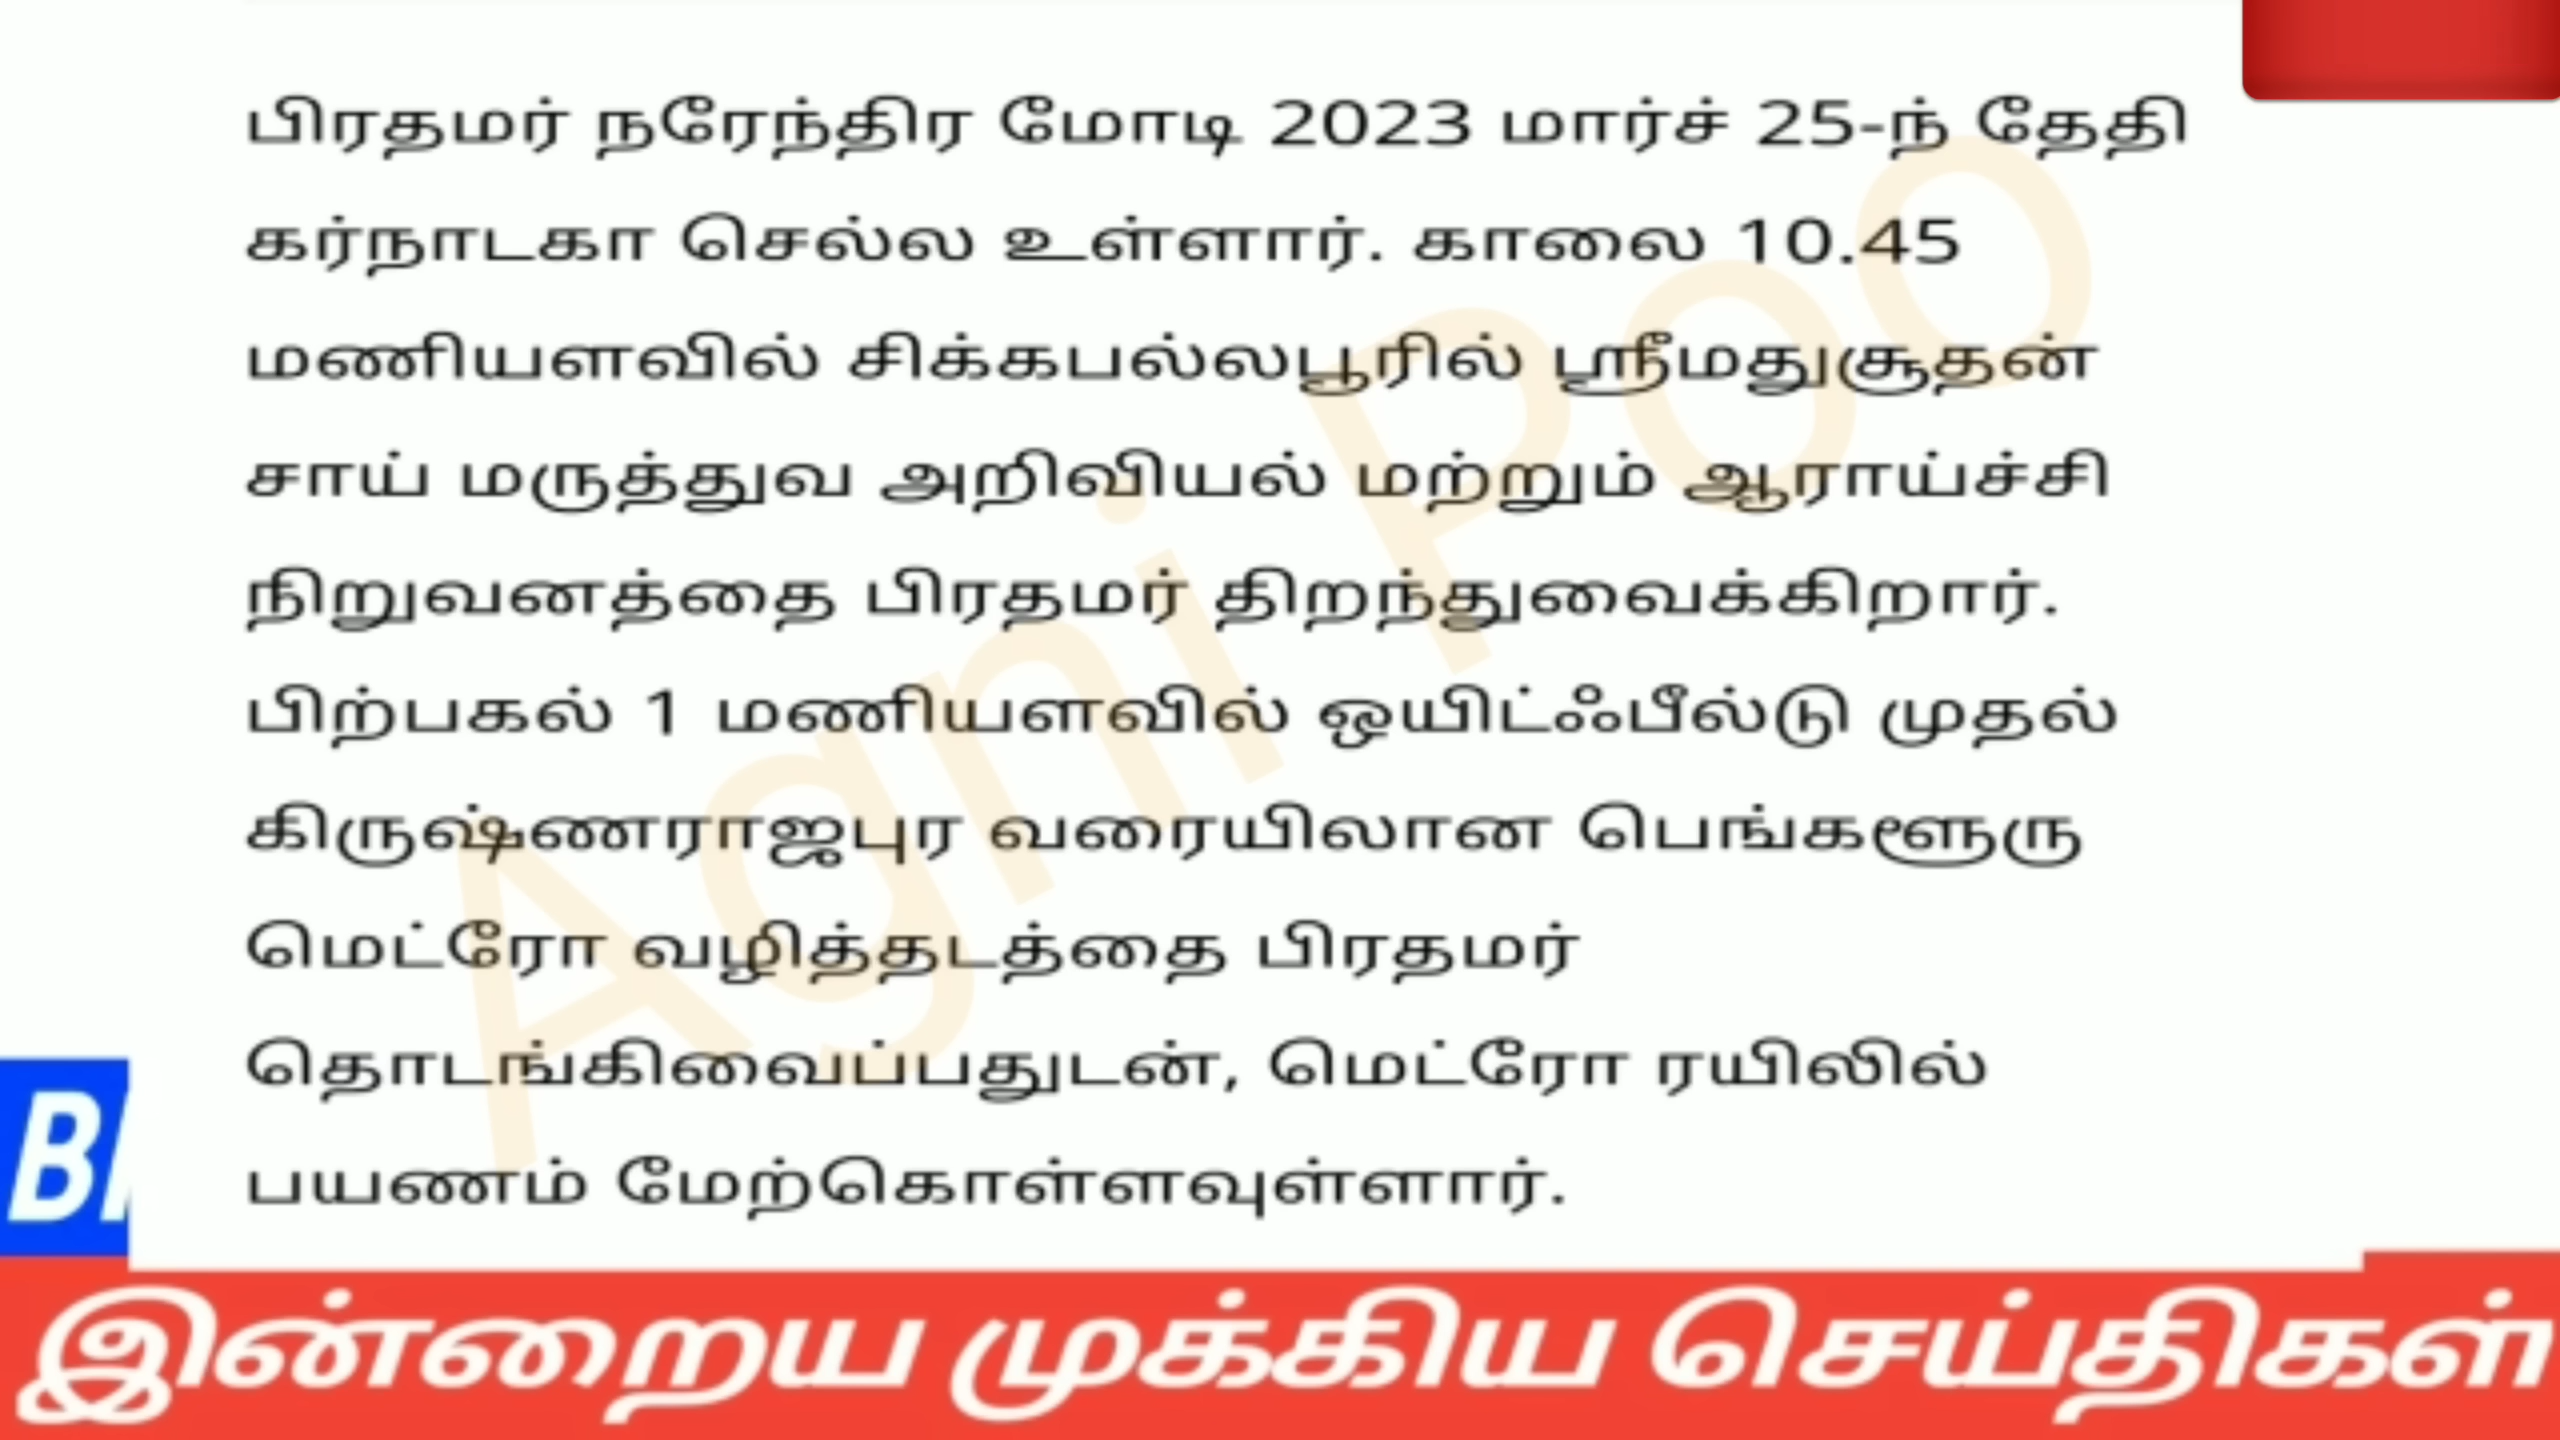 பிரதமர் நரேந்திர மோடி 2023 மார்ச் 25-ந் தேதி
கர்நாடகா செல்ல உள்ளார். காலை 10.45
மணியளவில் சிக்கபல்லபூரில் ஸ்ரீமதுசூதன்
சாய் மருத்துவ அறிவியல் மற்றும் ஆராய்ச்சி
நிறுவனத்தை பிரதமர் திறந்துவைக்கிறார்.
பிற்பகல் 1 மணியளவில் ஒயிட்ஃபீல்டு முதல்
கிருஷ்ணராஜபுர வரையிலான பெங்களூரு
மெட்ரோ வழித்தடத்தை பிரதமர்
தொடங்கிவைப்பதுடன், மெட்ரோ ரயிலில்
பயணம் மேற்கொள்ளவுள்ளார்.
Agni Poo
இன்றைய முக்கிய செய்திகள்